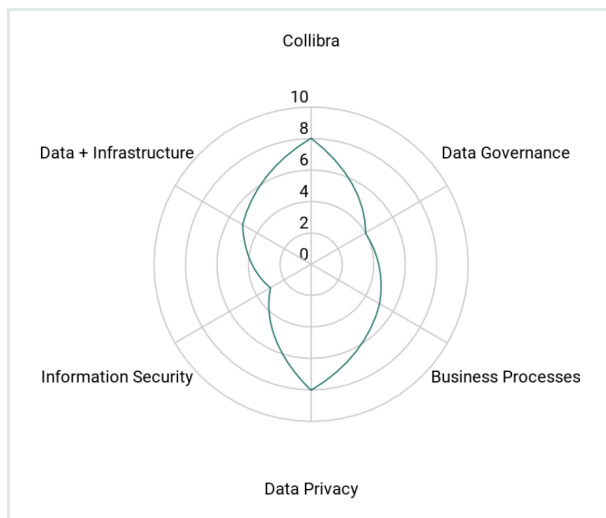 Collibra
10
8
6
4
2
0
Data + Infrastructure
Data Governance
Information Security
Business Processes
Data Privacy